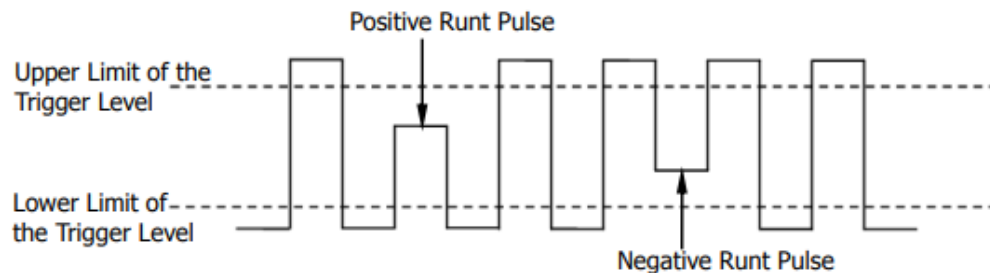 Positive Runt Pulse
Upper Limit of the
Trigger Level
Lower Limit of
the Trigger Level
Negative Runt Pulse